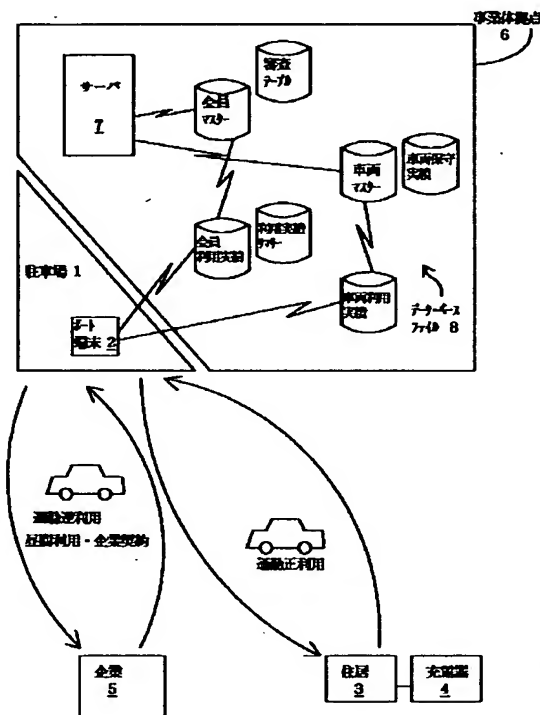 事業体拠点
6
サーバ
7
会員
マスター
審査
テーブル
車両
マスター
車両保守
実績
会員
利用実績
利用実績
サマリー
車両利用
実績
データーベース
ファイル 8
駐車場 1
ポート
端末 2
通勤逆利用
昼間利用・企業契約
通勤正利用
企業
5
住居
3
充電器
4